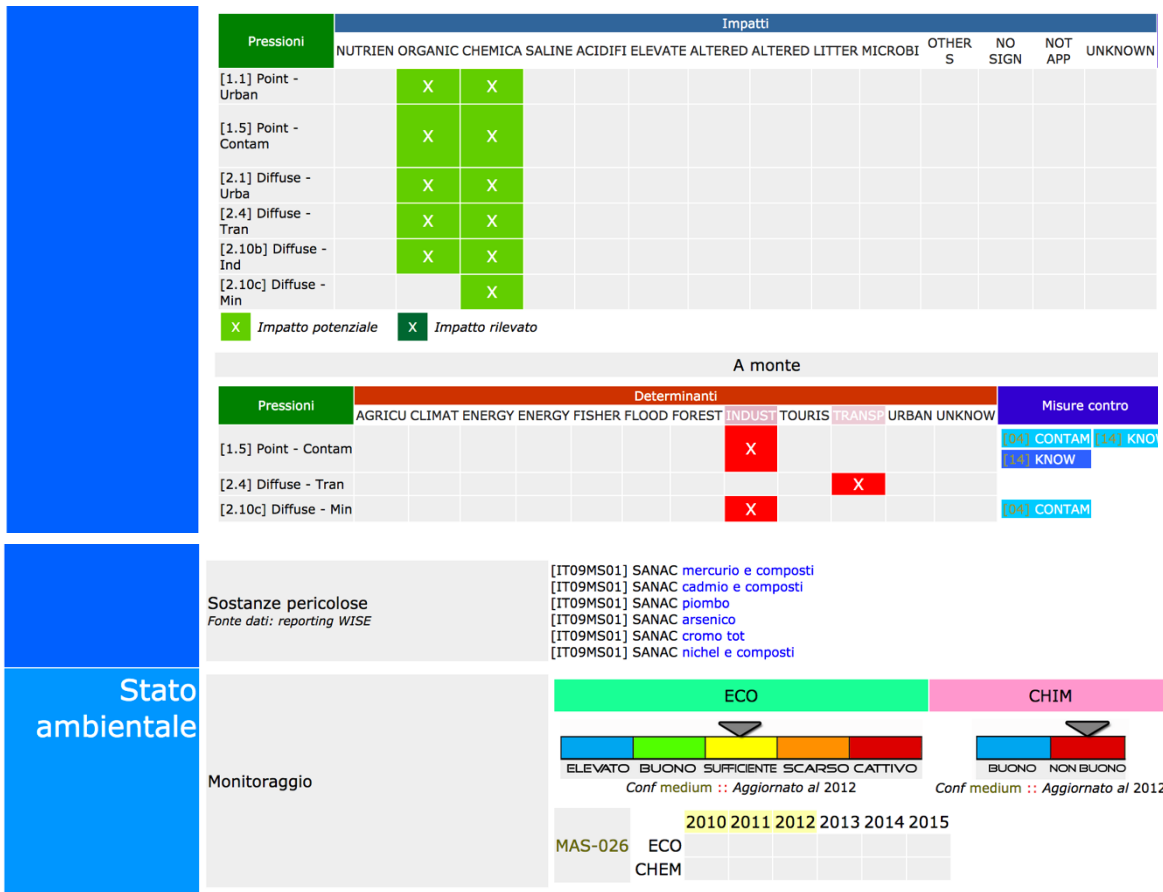 Pressioni
Impatti
NUTRIEN ORGANIC CHEMICA SALINE ACIDIFI ELEVATE ALTERED ALTERED LITTER MICROBI OTHER S NO SIGN NOT APP UNKNOWN
[1.1] Point -
Urban
X X
[1.5] Point -
Contam
X X
[2.1] Diffuse -
Urba
X X
[2.4] Diffuse -
Tran
X X
[2.10b] Diffuse -
Ind
X X
[2.10c] Diffuse -
Min
X
X Impatto potenziale X Impatto rilevato
A monte
Pressioni
Determinanti
Misure contro
AGRICU CLIMAT ENERGY ENERGY FISHER FLOOD FOREST INDUST TOURIS TRANSP URBAN UNKNOW
[1.5] Point - Contam X [04] CONTAM [14] KNOW
[14] KNOW
[2.4] Diffuse - Tran X
[2.10c] Diffuse - Min X [04] CONTAM
Sostanze pericolose
Fonte dati: reporting WISE
[IT09MS01] SANAC mercurio e composti
[IT09MS01] SANAC cadmio e composti
[IT09MS01] SANAC piombo
[IT09MS01] SANAC arsenico
[IT09MS01] SANAC cromo tot
[IT09MS01] SANAC nichel e composti
Stato
ambientale
Monitoraggio
ECO CHIM
ELEVATO BUONO SUFFICIENTE SCARSO CATTIVO BUONO NON BUONO
Conf medium :: Aggiornato al 2012 Conf medium :: Aggiornato al 2012
2010 2011 2012 2013 2014 2015
MAS-026 ECO
CHEM